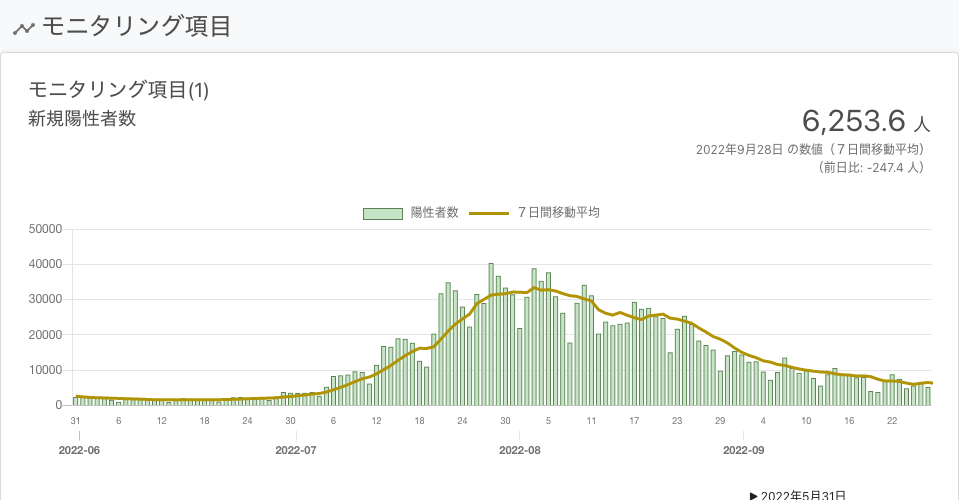 モニタリング項目
モニタリング項目(1)
新規陽性者数
6,253.6 人
2022年9月28日 の数値（７日間移動平均）
（前日比: -247.4 人）
陽性者数 ７日間移動平均
50000
40000
30000
20000
10000
0
31 6 12 18 24 30 6 12 18 24 30 5 11 17 23 29 4 10 16 22
2022-06 2022-07 2022-08 2022-09
▶ 2022年5月31日